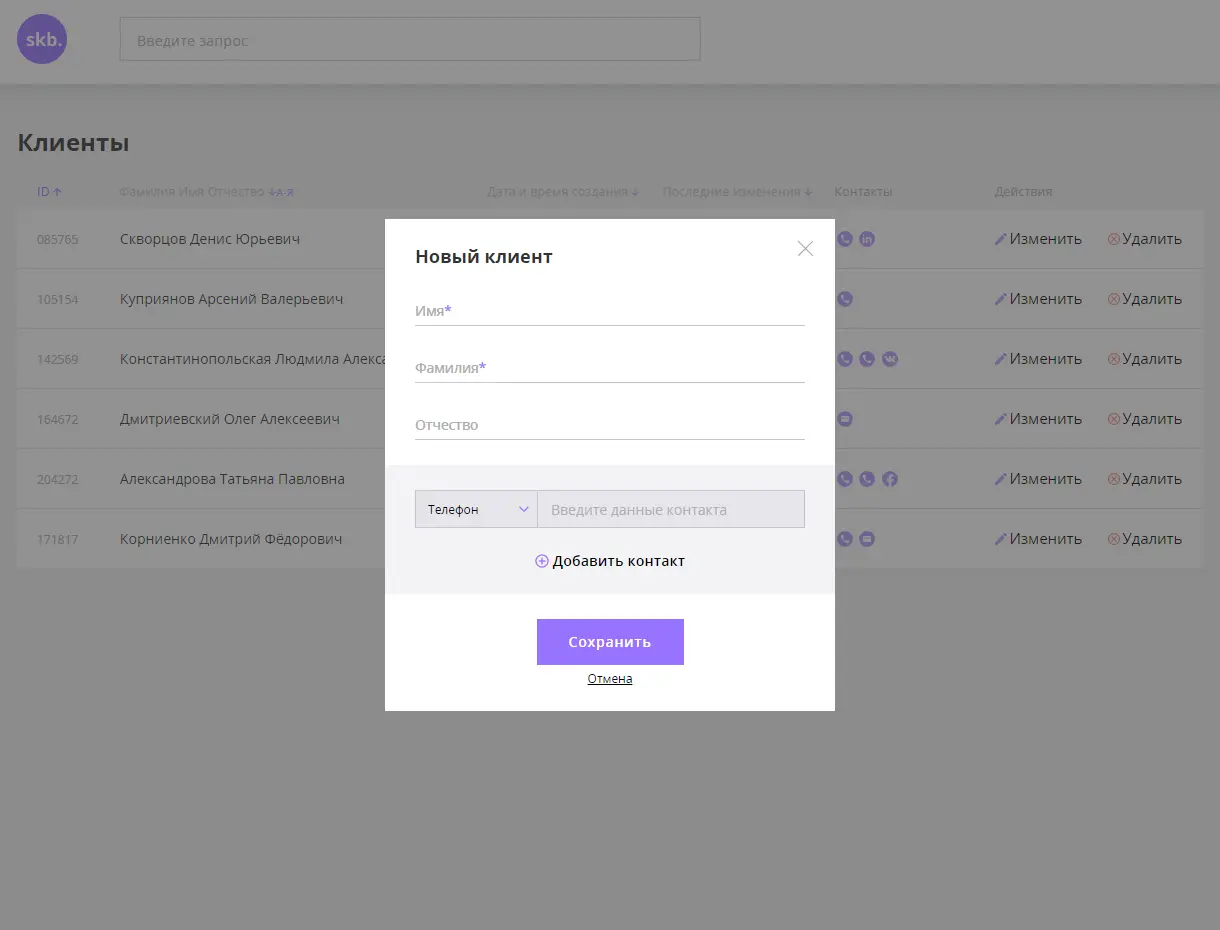 skb.
Введите запрос
Клиенты
ID Фамилия Имя Отчество А-Я Дата и время создания Последние изменения Контакты Действия
085765 Скворцов Денис Юрьевич Изменить Удалить
105154 Куприянов Арсений Валерьевич Изменить Удалить
142569 Константинопольская Людмила Алекса Изменить Удалить
164672 Дмитриевский Олег Алексеевич Изменить Удалить
204272 Александрова Татьяна Павловна Изменить Удалить
171817 Корниенко Дмитрий Фёдорович Изменить Удалить
Новый клиент
Имя*
Фамилия*
Отчество
Телефон Введите данные контакта
Добавить контакт
Сохранить
Отмена